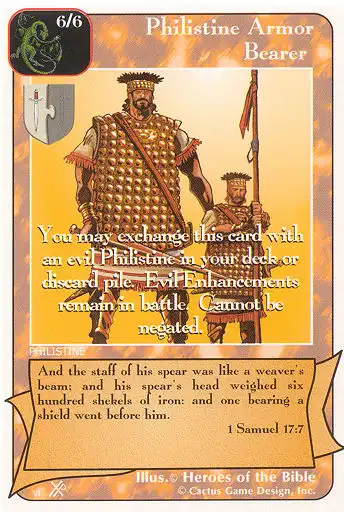 6/6
Philistine Armor
Bearer
You may exchange this card with
an evil Philistine in your deck or
discard pile. Evil Enhancements
remain in battle. Cannot be
negated.
PHILISTINE
And the staff of his spear was like a weaver's
beam; and his spear's head weighed six
hundred shekels of iron: and one bearing a
shield went before him.
1 Samuel 17:7
Illus.© Heroes of the Bible
© Cactus Game Design, Inc.